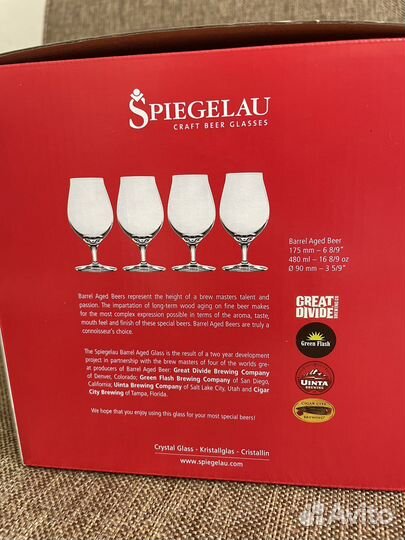 SPIEGELAU
CRAFT BEER GLASSES
Barrel Aged Beer
175 mm – 6 8/9"
480 ml – 16 8/9 oz
Ø 90 mm – 3 5/9"
Barrel Aged Beers represent the height of a brew masters talent and
passion. The impartation of long-term wood aging on fine beer makes
for the most complex expression possible in terms of the aroma, taste,
mouth feel and finish of these special beers. Barrel Aged Beers are truly a
connoisseur's choice.
The Spiegelau Barrel Aged Glass is the result of a two year development
project in partnership with the brew masters of four of the worlds gre-
at producers of Barrel Aged Beer: Great Divide Brewing Company
of Denver, Colorado; Green Flash Brewing Company of San Diego,
California; Uinta Brewing Company of Salt Lake City, Utah and Cigar
City Brewing of Tampa, Florida.
We hope that you enjoy using this glass for your most special beers!
GREAT
DIVIDE
Green Flash
UINTA
BREWING
CIGAR CITY
BREWING
Crystal Glass - Kristallglas - Cristallin
www.spiegelau.com
Avito